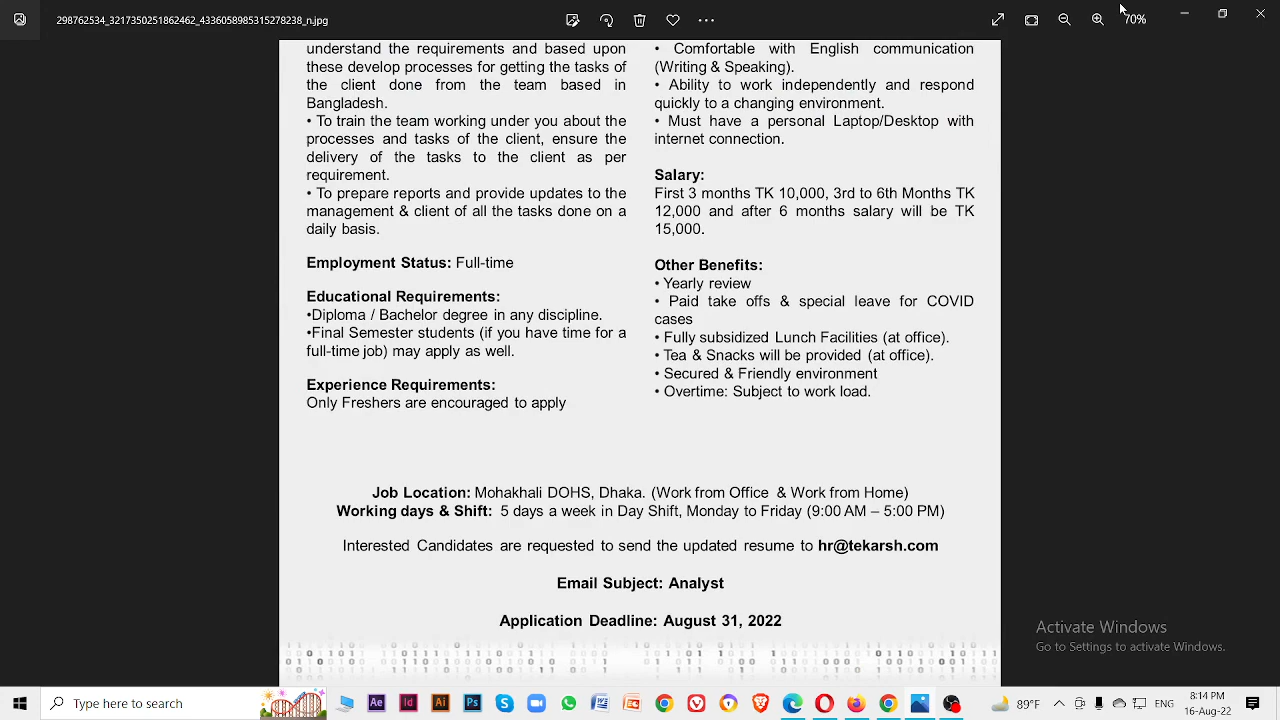 298762534_3217350251862462_4336058985315278238_n.jpg
70%
understand the requirements and based upon
these develop processes for getting the tasks of
the client done from the team based in
Bangladesh.
• To train the team working under you about the
processes and tasks of the client, ensure the
delivery of the tasks to the client as per
requirement.
• To prepare reports and provide updates to the
management & client of all the tasks done on a
daily basis.
Employment Status: Full-time
Educational Requirements:
•Diploma / Bachelor degree in any discipline.
•Final Semester students (if you have time for a
full-time job) may apply as well.
Experience Requirements:
Only Freshers are encouraged to apply
• Comfortable with English communication
(Writing & Speaking).
• Ability to work independently and respond
quickly to a changing environment.
• Must have a personal Laptop/Desktop with
internet connection.
Salary:
First 3 months TK 10,000, 3rd to 6th Months TK
12,000 and after 6 months salary will be TK
15,000.
Other Benefits:
• Yearly review
• Paid take offs & special leave for COVID
cases
• Fully subsidized Lunch Facilities (at office).
• Tea & Snacks will be provided (at office).
• Secured & Friendly environment
• Overtime: Subject to work load.
Job Location: Mohakhali DOHS, Dhaka. (Work from Office & Work from Home)
Working days & Shift: 5 days a week in Day Shift, Monday to Friday (9:00 AM – 5:00 PM)
Interested Candidates are requested to send the updated resume to hr@tekarsh.com
Email Subject: Analyst
Application Deadline: August 31, 2022
Activate Windows
Go to Settings to activate Windows.
Type here to search
Ae
Id
Ai
Ps
89°F
ENG
8:14 PM
16-Aug-22